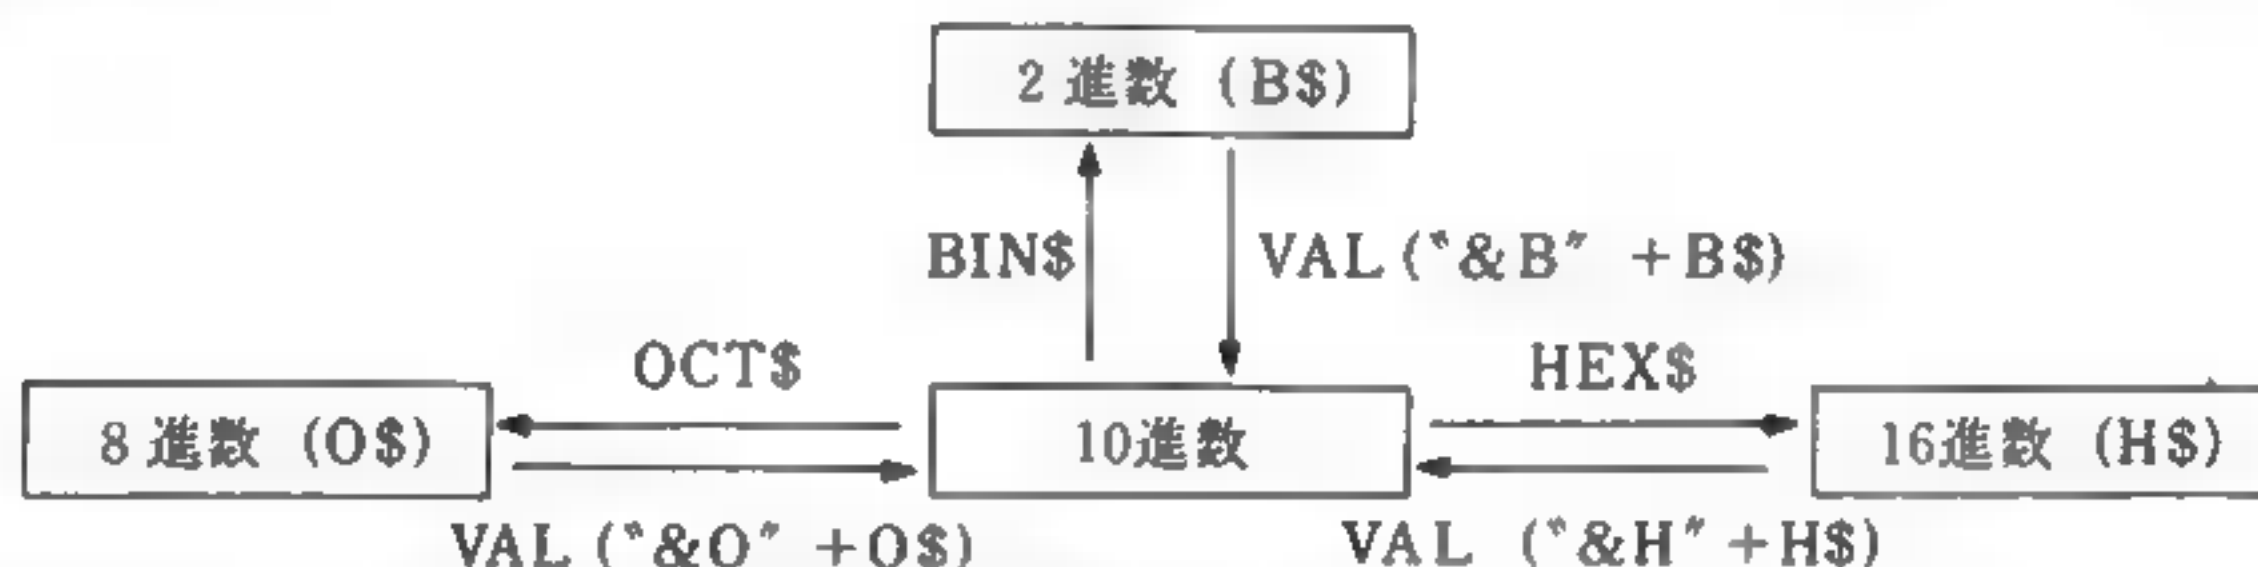 2進数 (B$)
BIN$
VAL("&B" +B$)
OCT$
HEX$
8進数 (O$)
10進数
16進数 (H$)
VAL ("&O" +O$)
VAL ("&H" +H$)